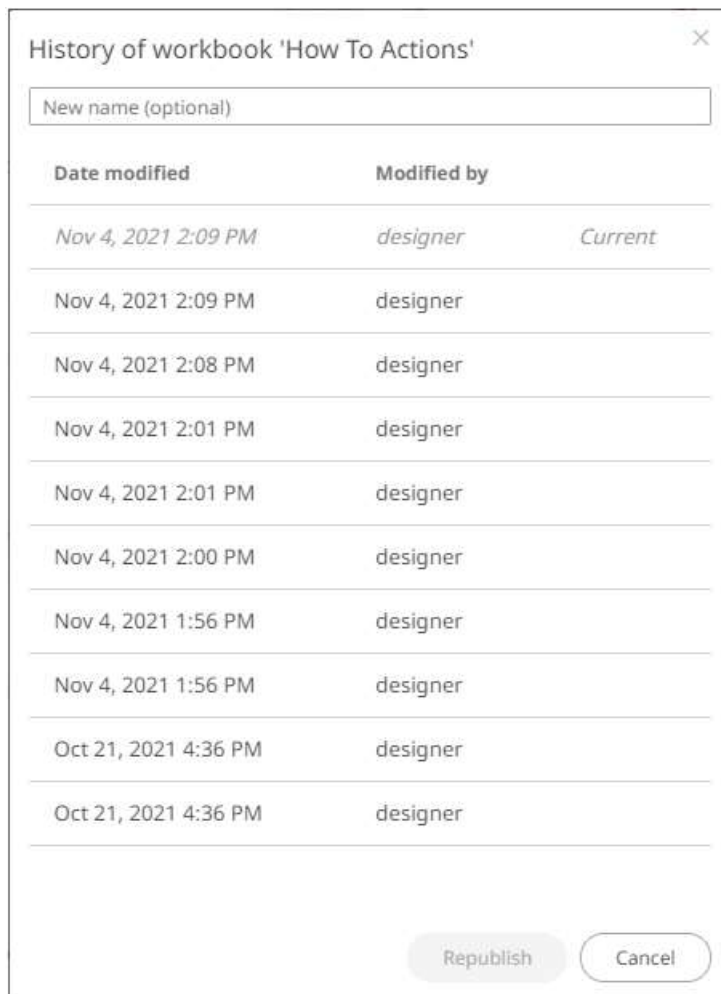 History of workbook 'How To Actions'
New name (optional)
Date modified Modified by
Nov 4, 2021 2:09 PM designer Current
Nov 4, 2021 2:09 PM designer
Nov 4, 2021 2:08 PM designer
Nov 4, 2021 2:01 PM designer
Nov 4, 2021 2:01 PM designer
Nov 4, 2021 2:00 PM designer
Nov 4, 2021 1:56 PM designer
Nov 4, 2021 1:56 PM designer
Oct 21, 2021 4:36 PM designer
Oct 21, 2021 4:36 PM designer
Republish Cancel